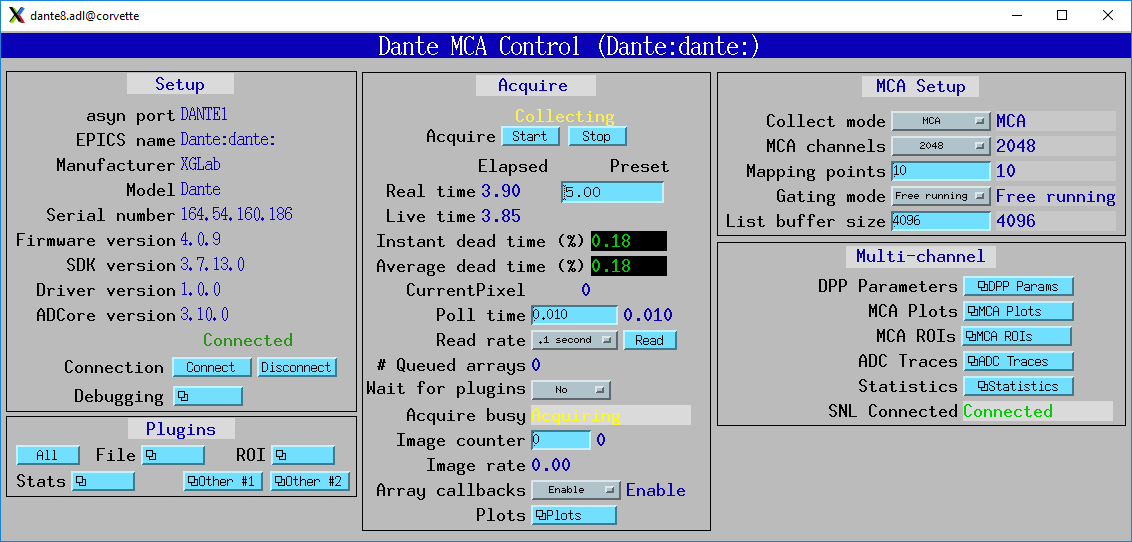 dante8.adl@corvette
Dante MCA Control (Dante:dante:)
Setup
asyn port DANTE1
EPICS name Dante:dante:
Manufacturer XGLab
Model Dante
Serial number 164.54.160.186
Firmware version 4.0.9
SDK version 3.7.13.0
Driver version 1.0.0
ADCore version 3.10.0
Connected
Connection Connect Disconnect
Debugging
Plugins
All File ROI
Stats Other #1 Other #2
Acquire
Collecting
Acquire Start Stop
Elapsed Preset
Real time 3.90 5.00
Live time 3.85
Instant dead time (%) 0.18
Average dead time (%) 0.18
CurrentPixel 0
Poll time 0.010 0.010
Read rate .1 second Read
# Queued arrays 0
Wait for plugins No
Acquire busy Acquiring
Image counter 0 0
Image rate 0.00
Array callbacks Enable Enable
Plots Plots
MCA Setup
Collect mode MCA MCA
MCA channels 2048 2048
Mapping points 10 10
Gating mode Free running Free running
List buffer size 4096 4096
Multi-channel
DPP Parameters DPP Params
MCA Plots MCA Plots
MCA ROIs MCA ROIs
ADC Traces ADC Traces
Statistics Statistics
SNL Connected Connected